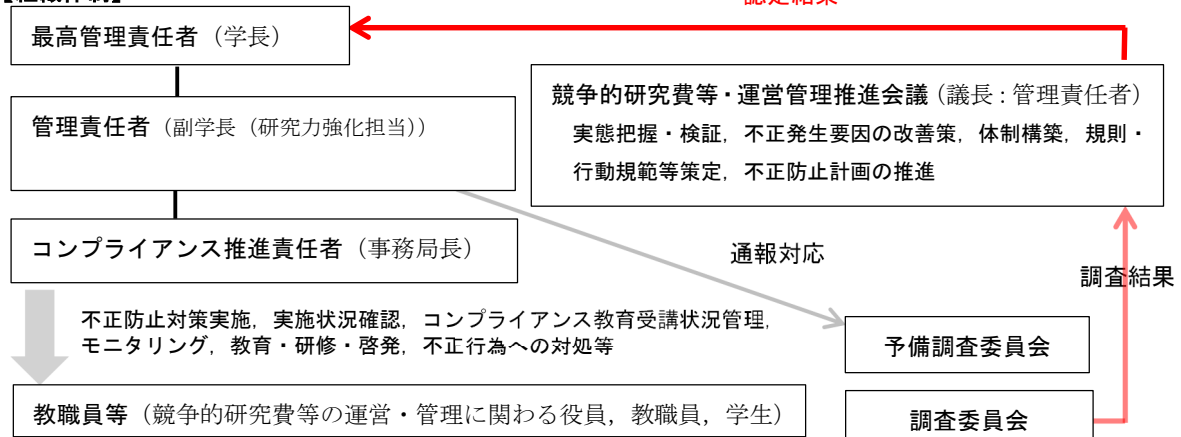 【組織体制】
認定結果
最高管理責任者（学長）
競争的研究費等・運営管理推進会議（議長：管理責任者）
実態把握・検証，不正発生要因の改善策，体制構築，規則・
行動規範等策定，不正防止計画の推進
管理責任者（副学長（研究力強化担当））
コンプライアンス推進責任者（事務局長）
通報対応
調査結果
不正防止対策実施，実施状況確認，コンプライアンス教育受講状況管理，
モニタリング，教育・研修・啓発，不正行為への対処等
予備調査委員会
教職員等（競争的研究費等の運営・管理に関わる役員，教職員，学生）
調査委員会